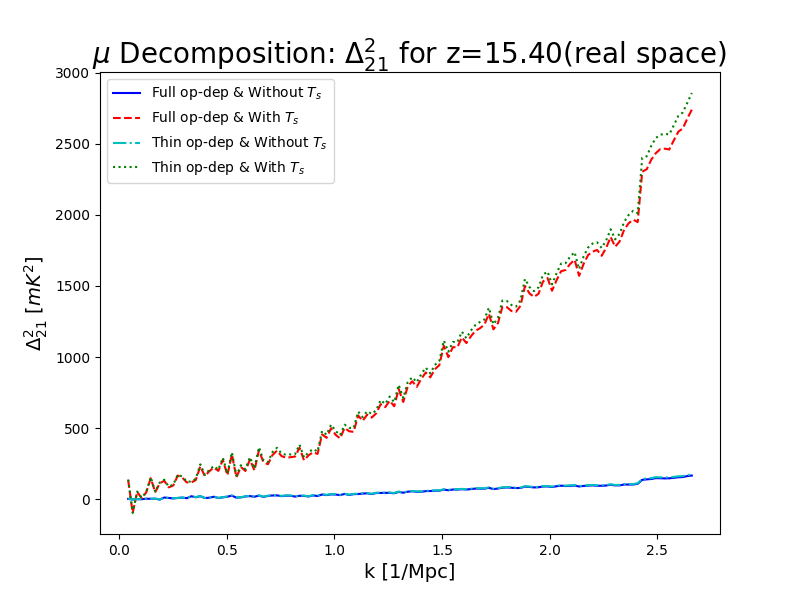 μ Decomposition: Δ²₂₁ for z=15.40(real space)
Full op-dep & Without Tₛ
Full op-dep & With Tₛ
Thin op-dep & Without Tₛ
Thin op-dep & With Tₛ
3000
2500
2000
1500
1000
500
0
Δ²₂₁ [mK²]
0.0 0.5 1.0 1.5 2.0 2.5
k [1/Mpc]